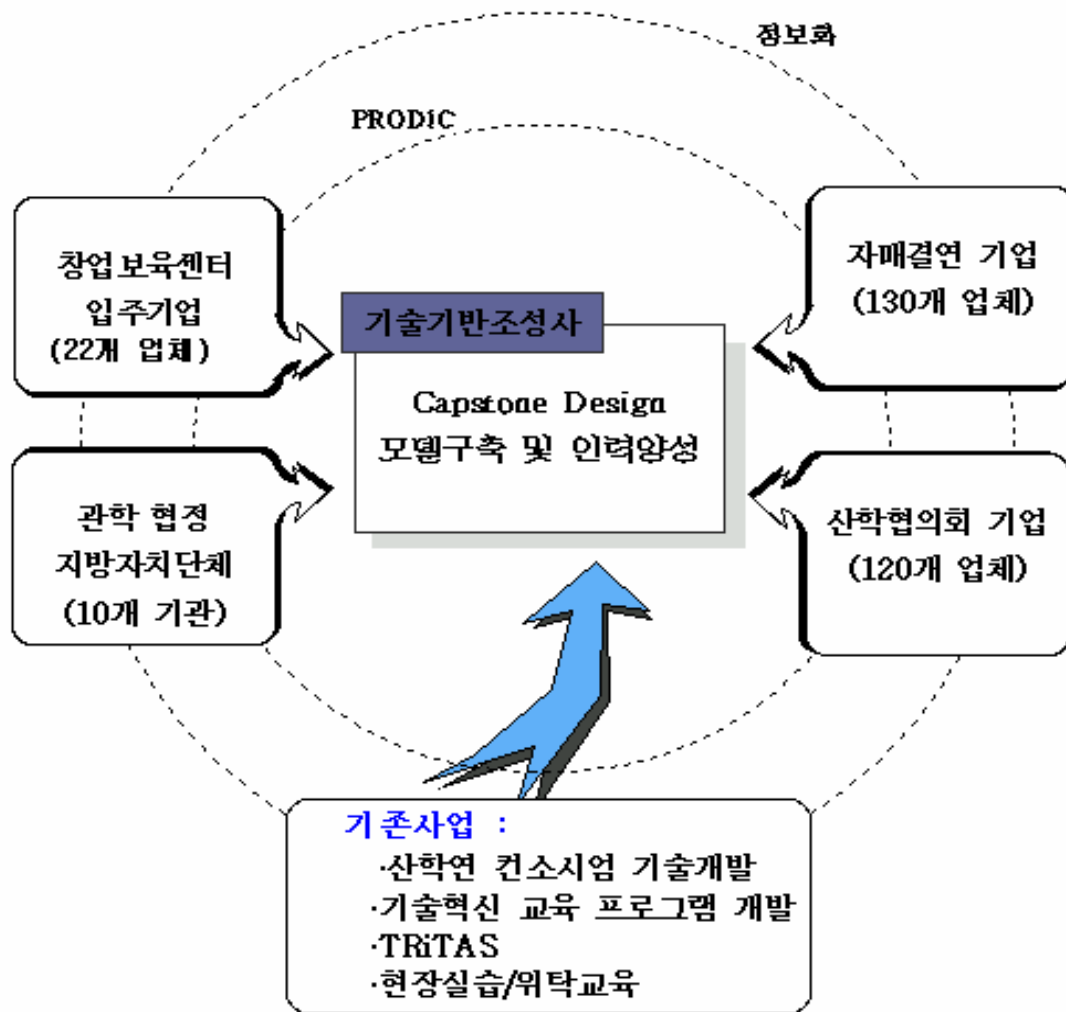 정보화
PRODiC
창업보육센터
입주기업
(22개 업체)
자매결연 기업
(130개 업체)
기술기반조성사
Capstone Design
모델구축 및 인력양성
관학 협정
지방자치단체
(10개 기관)
산학협의회 기업
(120개 업체)
기존사업 :
·산학연 컨소시엄 기술개발
·기술혁신 교육 프로그램 개발
·TRiTAS
·현장실습/위탁교육